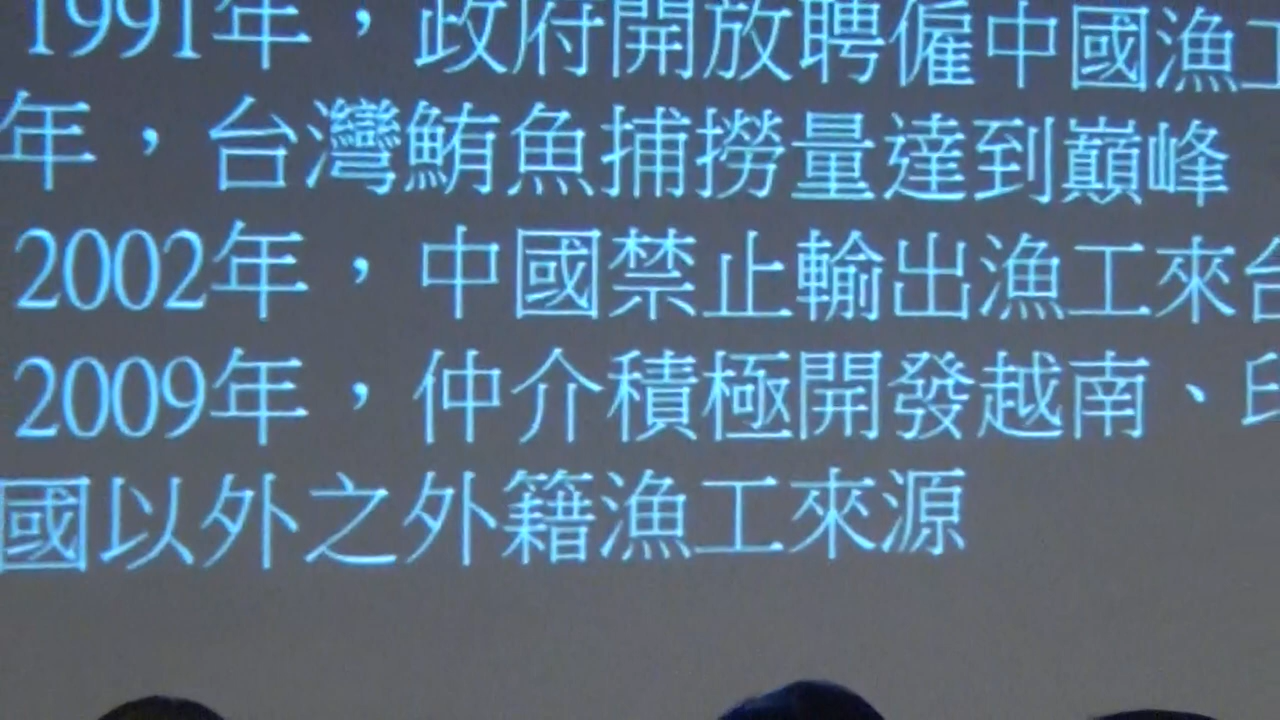 1991年，政府開放聘僱中國漁工
年，台灣鮪魚捕撈量達到巔峰
2002年，中國禁止輸出漁工來台
2009年，仲介積極開發越南、印
國以外之外籍漁工來源